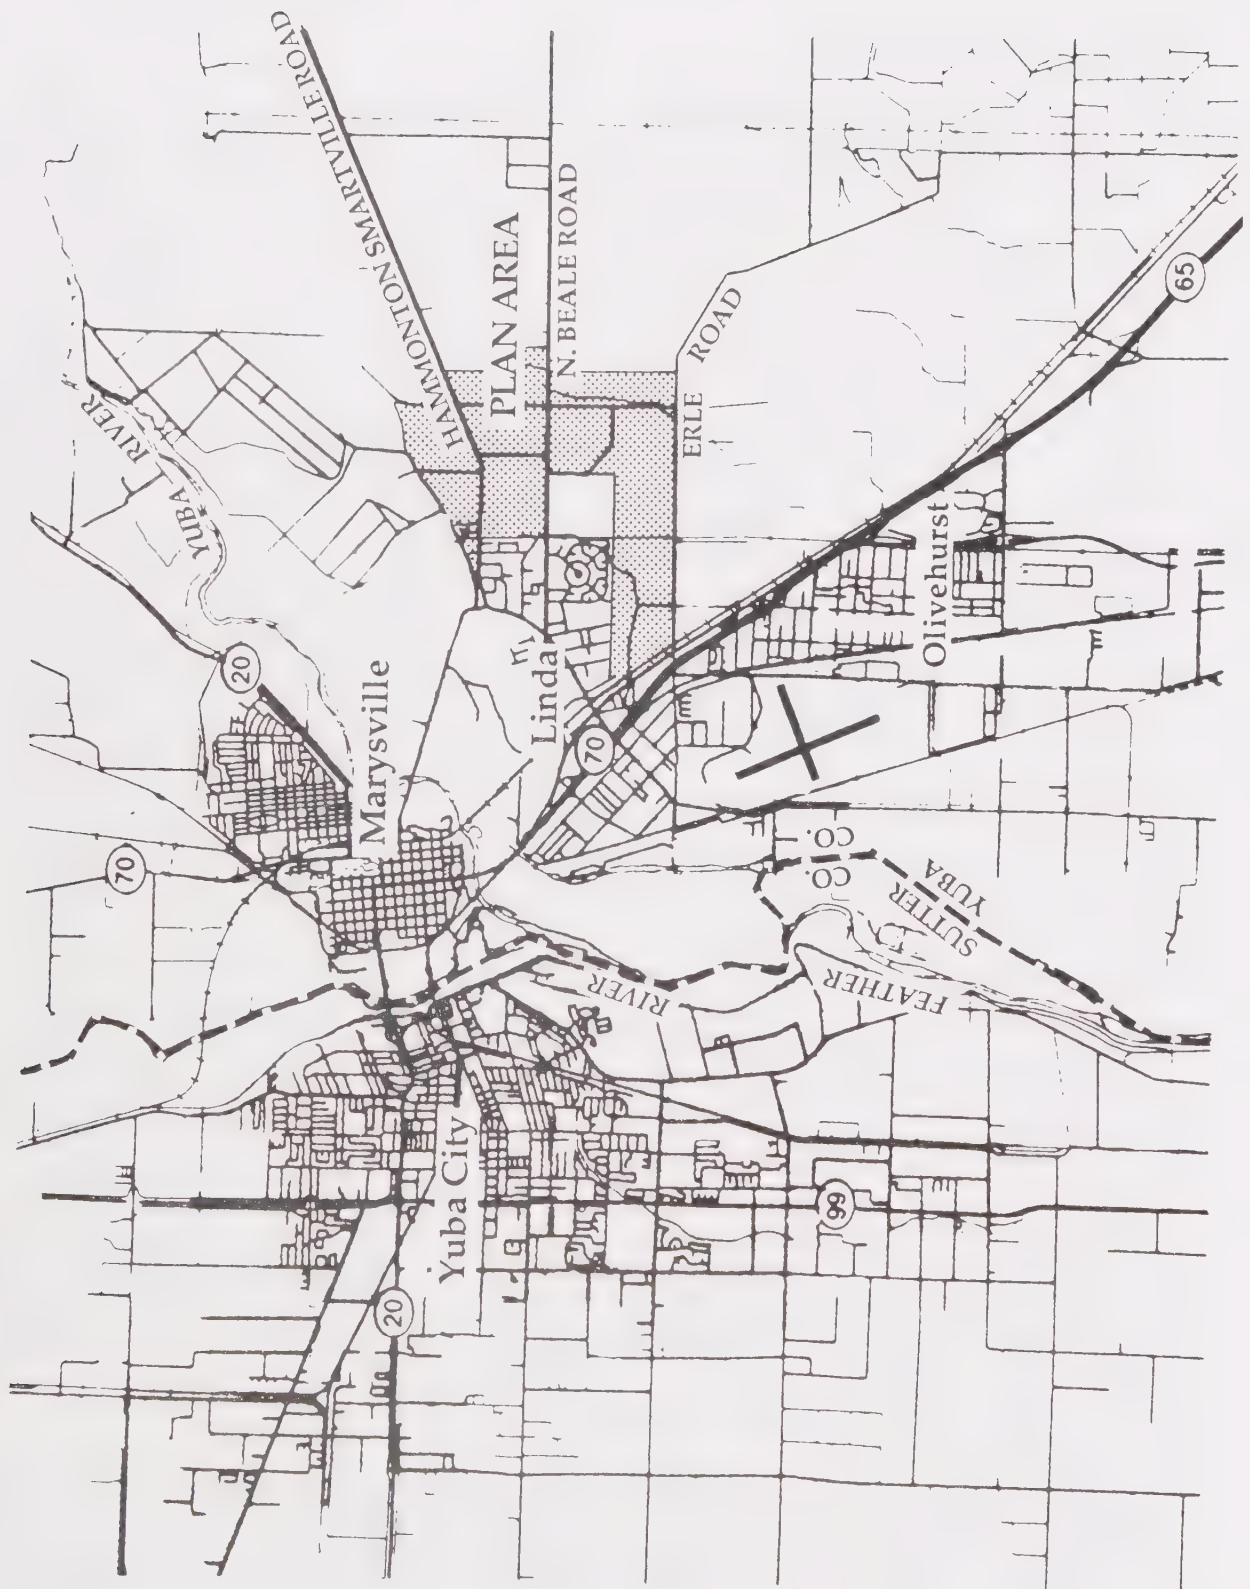 HAMMONTON SMARTVILLE ROAD
PLAN AREA
N. BEALE ROAD
ERLE
ROAD
65
YUBA
RIVER
20
Marysville
Linda
Olivehurst
70
70
CO.
CO.
YUBA
SUTTER
FEATHER
RIVER
Yuba City
99
20